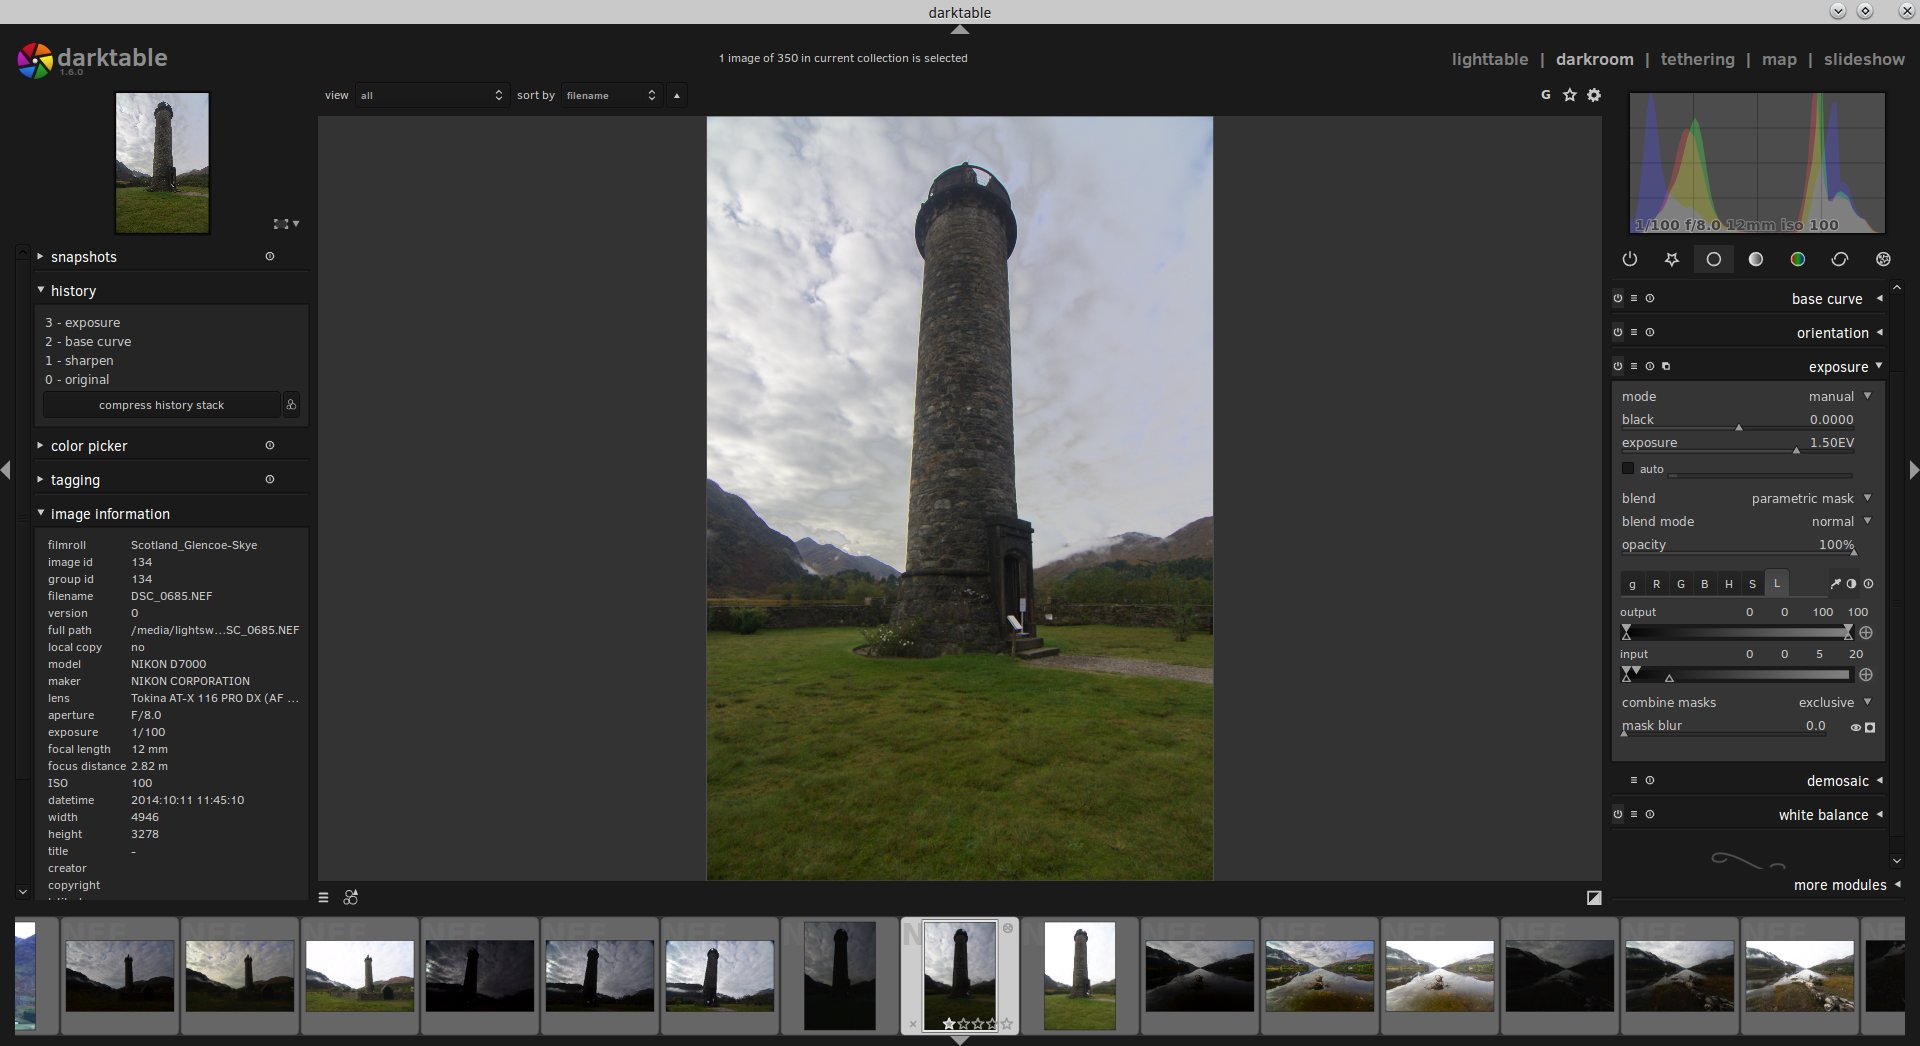 darktable
darktable
1.6.0
1 image of 350 in current collection is selected
lighttable | darkroom | tethering | map | slideshow
view all sort by filename
G
1/100 f/8.0 12mm iso 100
snapshots
history
3 - exposure
2 - base curve
1 - sharpen
0 - original
compress history stack
color picker
tagging
image information
filmroll Scotland_Glencoe-Skye
image id 134
group id 134
filename DSC_0685.NEF
version 0
full path /media/lightsw...SC_0685.NEF
local copy no
model NIKON D7000
maker NIKON CORPORATION
lens Tokina AT-X 116 PRO DX (AF ...
aperture F/8.0
exposure 1/100
focal length 12 mm
focus distance 2.82 m
ISO 100
datetime 2014:10:11 11:45:10
width 4946
height 3278
title -
creator
copyright
base curve
orientation
exposure
mode manual
black 0.0000
exposure 1.50EV
auto
blend parametric mask
blend mode normal
opacity 100%
g R G B H S L
output 0 0 100 100
input 0 0 5 20
combine masks exclusive
mask blur 0.0
demosaic
white balance
more modules